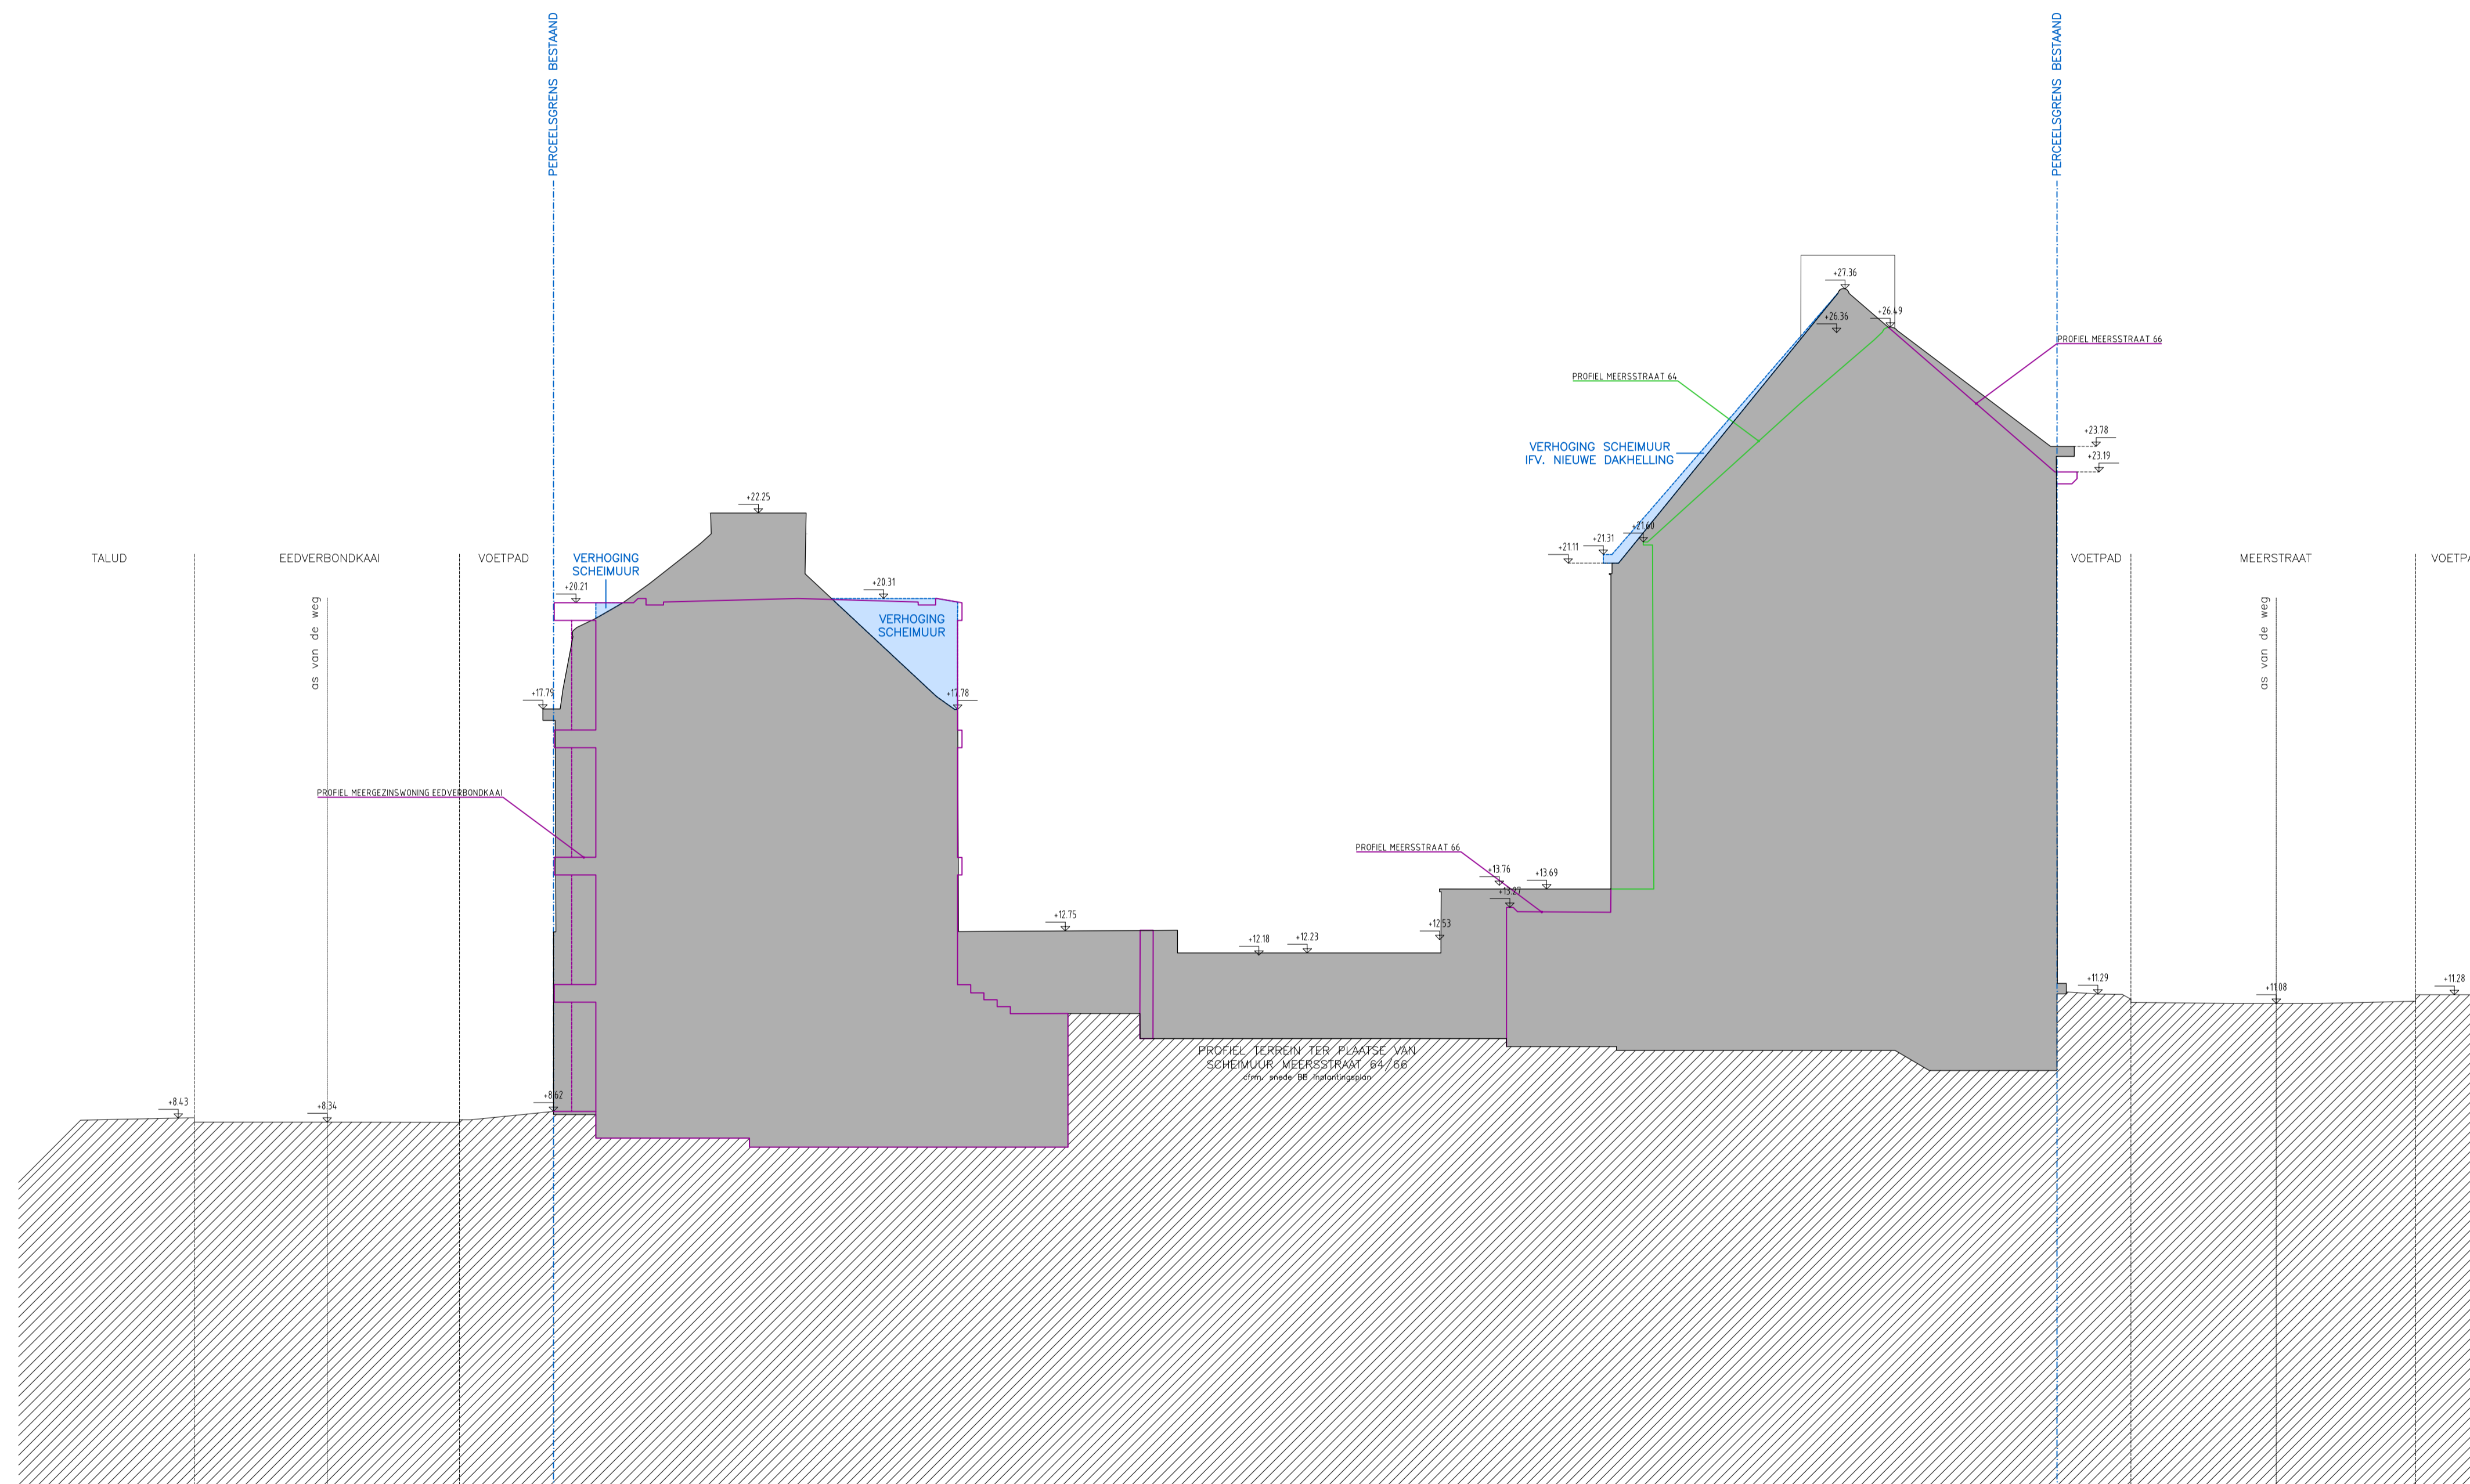 PERCEELSGRENS BESTAAND
PERCEELSGRENS BESTAAND
+27.36
+26.36
+26.49
PROFIEL MEERSSTRAAT 66
PROFIEL MEERSSTRAAT 64
VERHOGING SCHEIMUUR
IFV. NIEUWE DAKHELLING
+23.78
+23.19
+22.25
+21.60
+21.31
+21.11
TALUD
EEDVERBONDKAAI
VOETPAD
VERHOGING
SCHEIMUUR
VOETPAD
MEERSTRAAT
VOETPA
+20.21
+20.31
as van de weg
VERHOGING
SCHEIMUUR
as van de weg
+17.79
+17.78
PROFIEL MEERGEZINSWONING EEDVERBONDKAAI
PROFIEL MEERSSTRAAT 66
+13.76
+13.69
+13.27
+12.75
+12.53
+12.18
+12.23
+11.29
+11.08
+11.28
PROFIEL TERREIN TER PLAATSE VAN
SCHEIMUUR MEERSSTRAAT 64/66
cfrm. snede BB inplantingsplan
+8.43
+8.34
+8.62